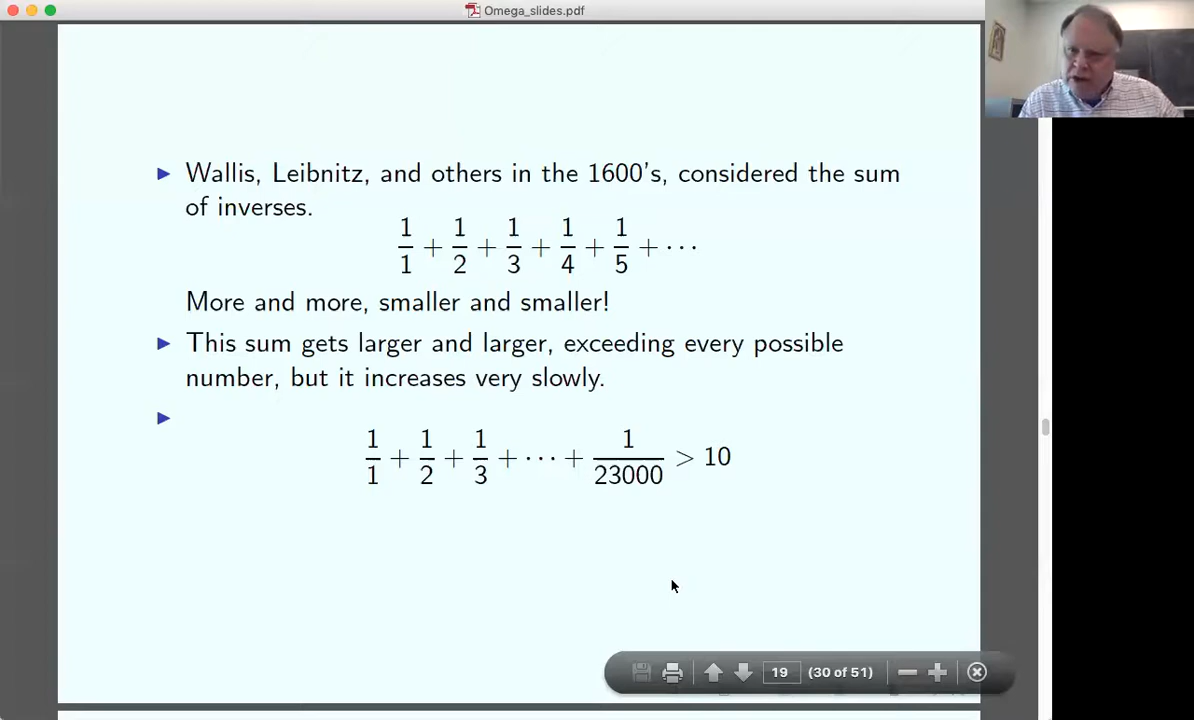 Omega_slides.pdf
▶ Wallis, Leibnitz, and others in the 1600's, considered the sum
of inverses.
1/1 + 1/2 + 1/3 + 1/4 + 1/5 + ⋯
More and more, smaller and smaller!
▶ This sum gets larger and larger, exceeding every possible
number, but it increases very slowly.
▶
1/1 + 1/2 + 1/3 + ⋯ + 1/23000 > 10
19 (30 of 51)